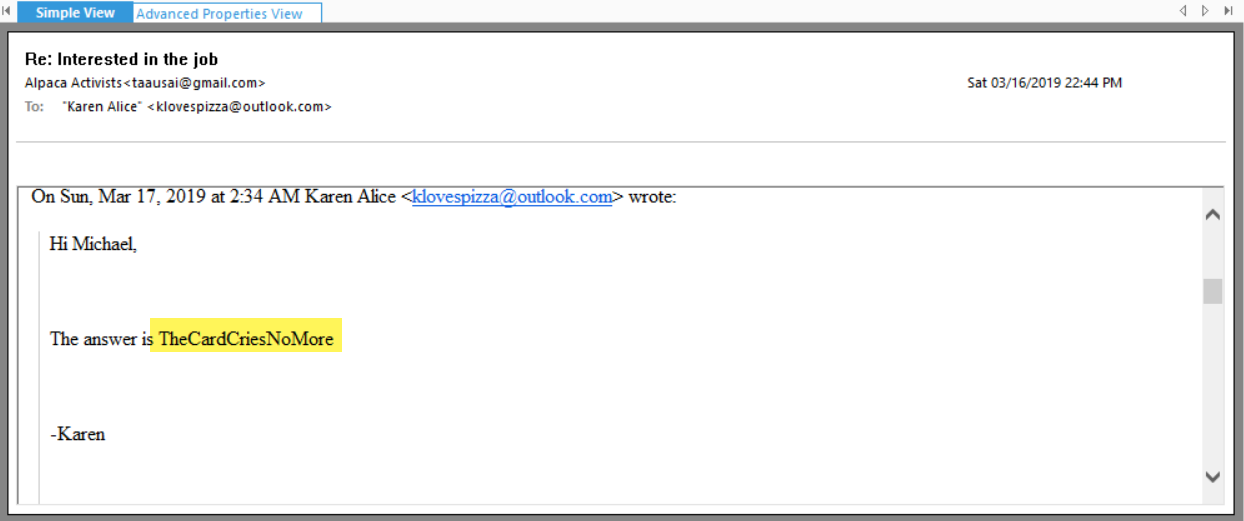 Simple View Advanced Properties View
Re: Interested in the job
Alpaca Activists<taausai@gmail.com> Sat 03/16/2019 22:44 PM
To: "Karen Alice" <klovespizza@outlook.com>
On Sun, Mar 17, 2019 at 2:34 AM Karen Alice <klovespizza@outlook.com> wrote:
Hi Michael,
The answer is TheCardCriesNoMore
-Karen